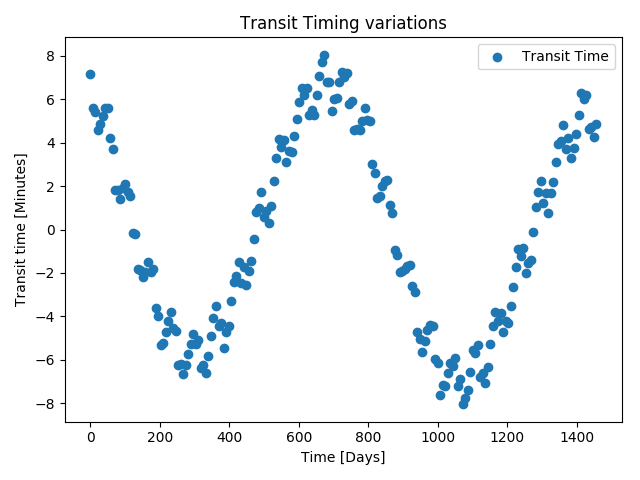 Transit Timing variations
Transit Time
8
6
4
2
0
−2
−4
−6
−8
Transit time [Minutes]
0 200 400 600 800 1000 1200 1400
Time [Days]